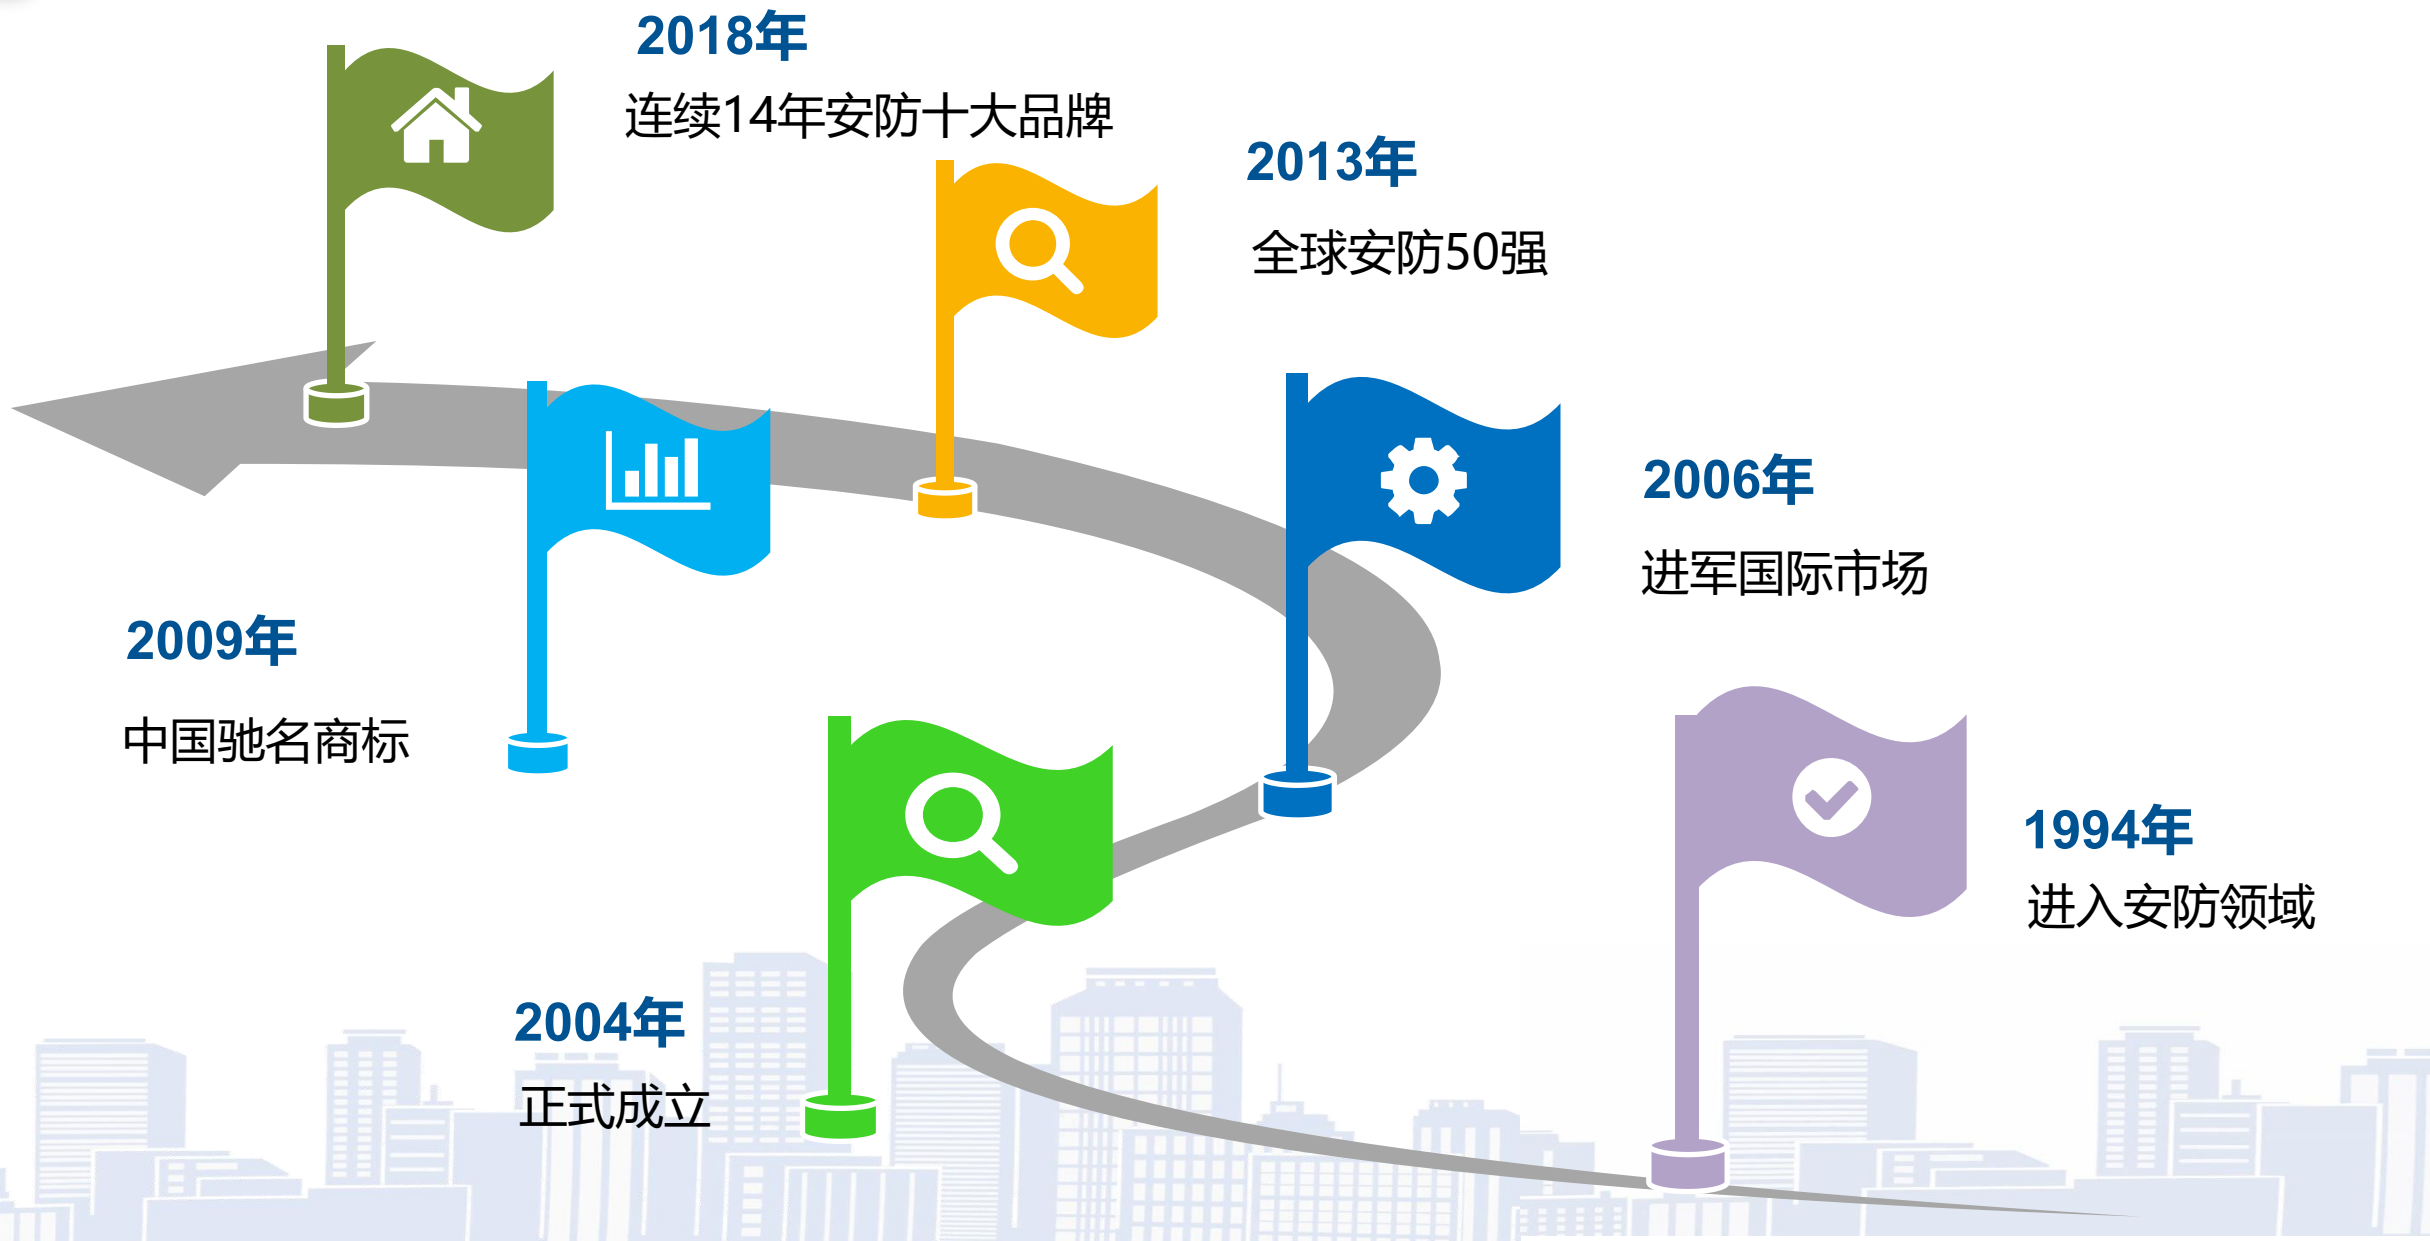 2018年
连续14年安防十大品牌
2013年
全球安防50强
2006年
进军国际市场
2009年
中国驰名商标
1994年
进入安防领域
2004年
正式成立